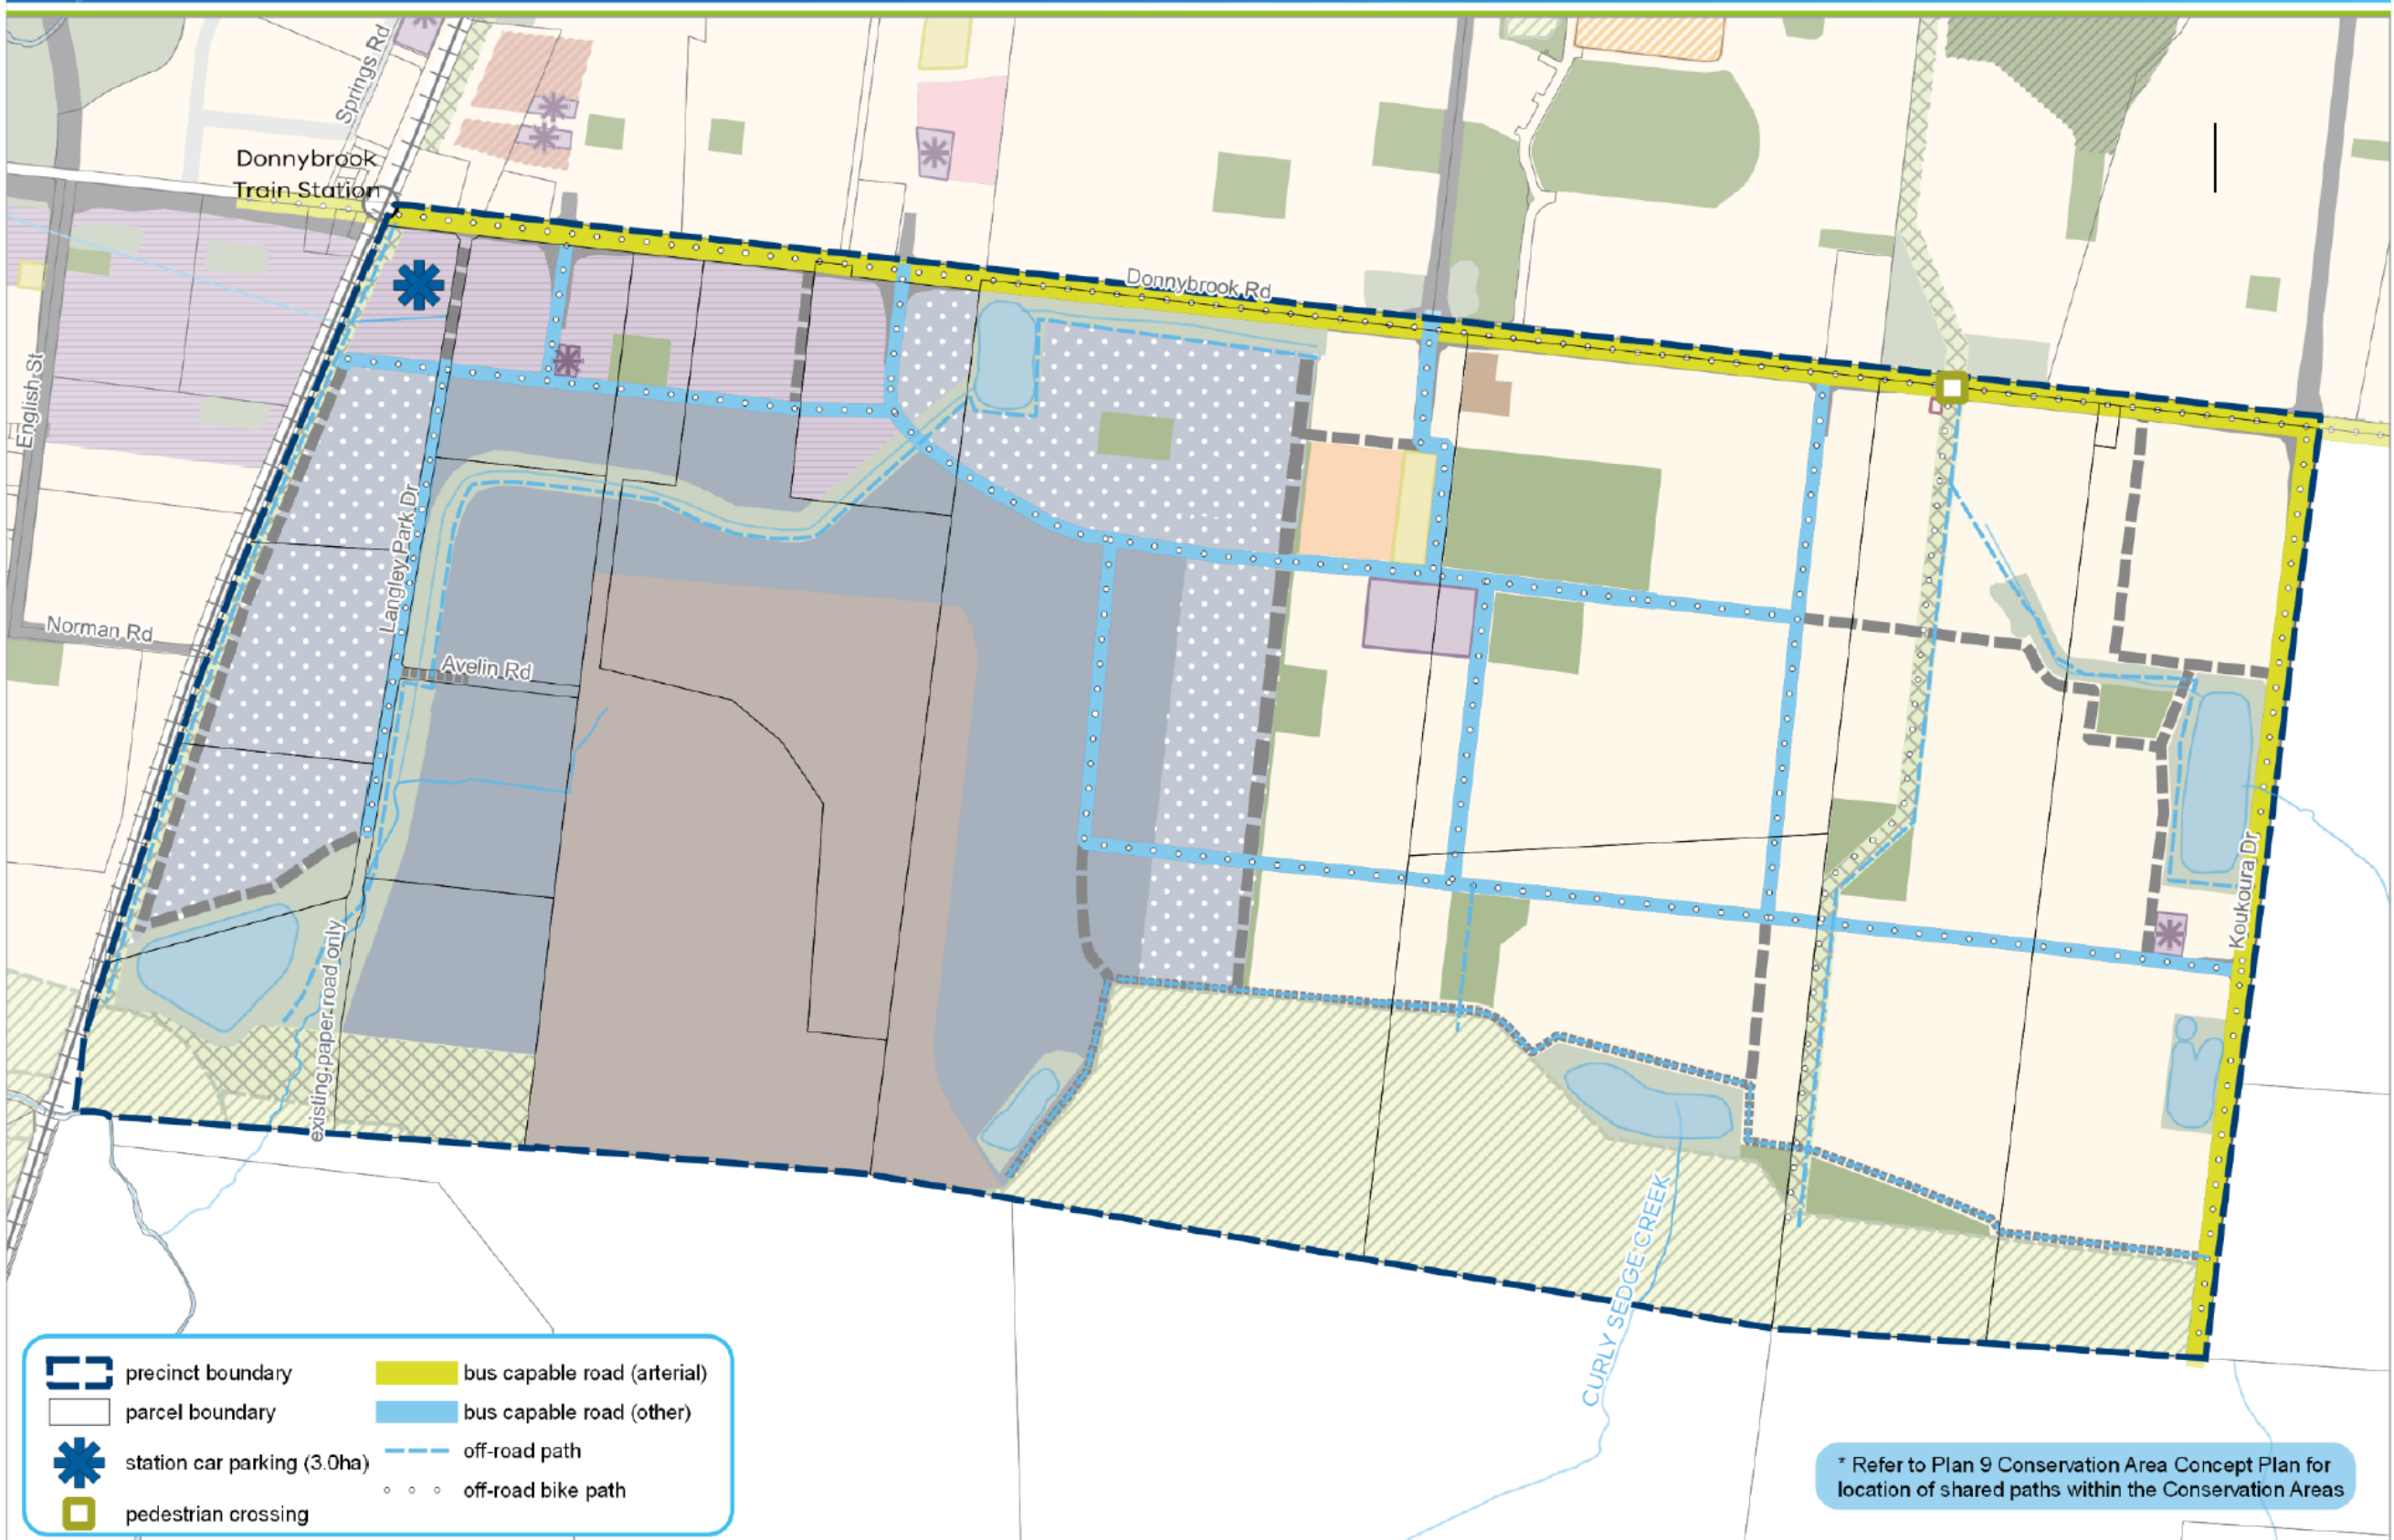 Springs Rd
Donnybrook
Train Station
Donnybrook Rd
English St
Langley Park Dr
Norman Rd
Avelin Rd
Koukoura Dr
existing paper road only
CURLY SEDGE CREEK
precinct boundary
parcel boundary
station car parking (3.0ha)
pedestrian crossing
bus capable road (arterial)
bus capable road (other)
off-road path
off-road bike path
* Refer to Plan 9 Conservation Area Concept Plan for
location of shared paths within the Conservation Areas